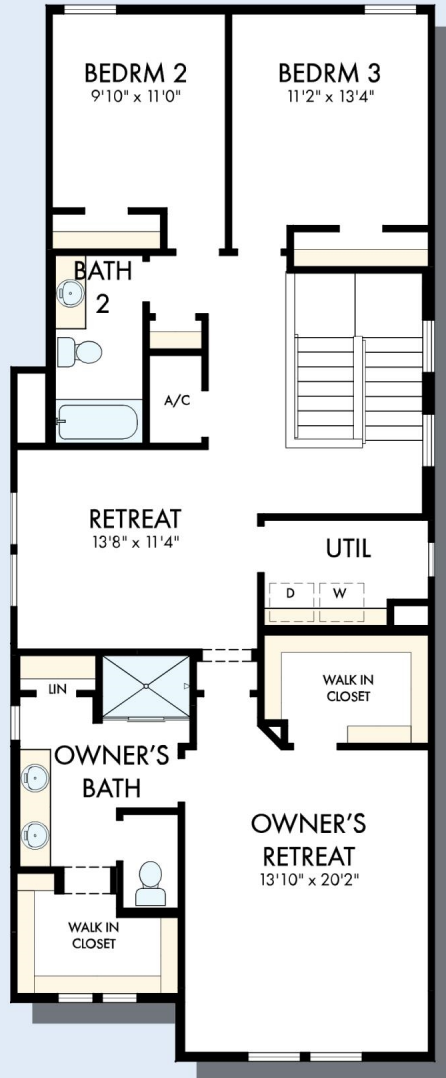 BEDRM 2
9'10" x 11'0"
BEDRM 3
11'2" x 13'4"
BATH
2
A/C
RETREAT
13'8" x 11'4"
UTIL
D
W
LIN
WALK IN
CLOSET
OWNER'S
BATH
OWNER'S
RETREAT
13'10" x 20'2"
WALK IN
CLOSET